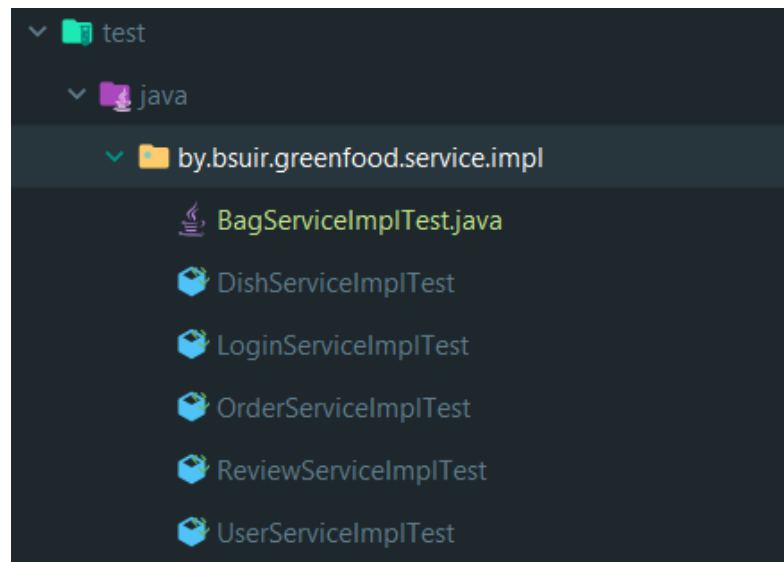 test
java
by.bsuir.greenfood.service.impl
BagServiceImplTest.java
DishServiceImplTest
LoginServiceImplTest
OrderServiceImplTest
ReviewServiceImplTest
UserServiceImplTest